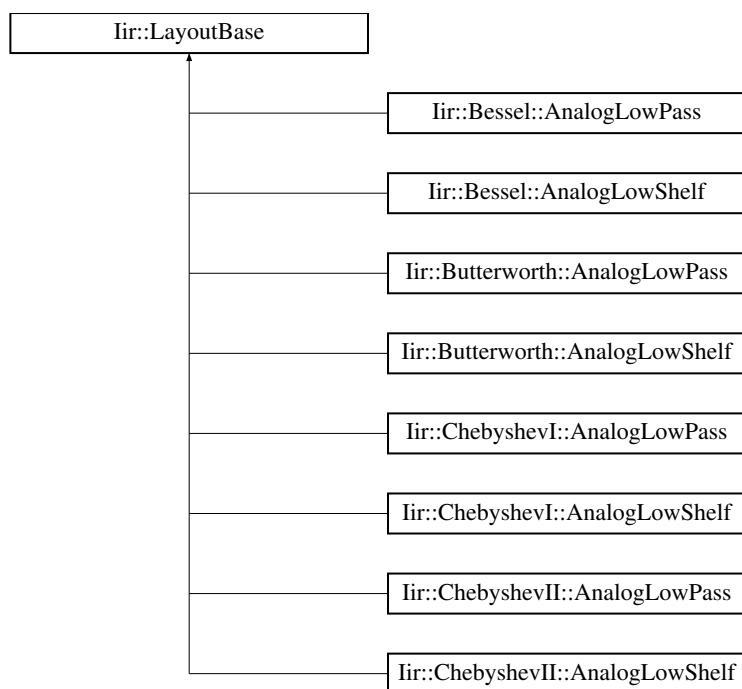 Iir::LayoutBase
Iir::Bessel::AnalogLowPass
Iir::Bessel::AnalogLowShelf
Iir::Butterworth::AnalogLowPass
Iir::Butterworth::AnalogLowShelf
Iir::ChebyshevI::AnalogLowPass
Iir::ChebyshevI::AnalogLowShelf
Iir::ChebyshevII::AnalogLowPass
Iir::ChebyshevII::AnalogLowShelf